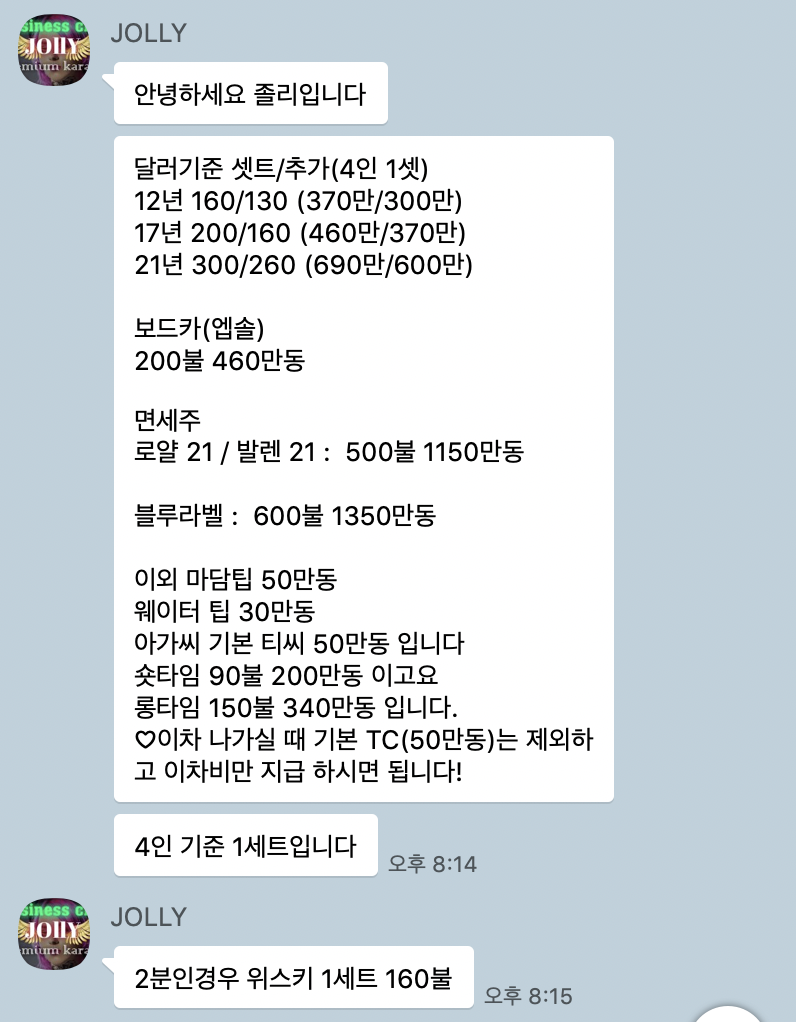 JOLLY
안녕하세요 졸리입니다
달러기준 셋트/추가(4인 1셋)
12년 160/130 (370만/300만)
17년 200/160 (460만/370만)
21년 300/260 (690만/600만)
보드카(엡솔)
200불 460만동
면세주
로얄 21 / 발렌 21 :  500불 1150만동
블루라벨 :  600불 1350만동
이외 마담팁 50만동
웨이터 팁 30만동
아가씨 기본 티씨 50만동 입니다
숏타임 90불 200만동 이고요
롱타임 150불 340만동 입니다.
♡이차 나가실 때 기본 TC(50만동)는 제외하
고 이차비만 지급 하시면 됩니다!
4인 기준 1세트입니다
오후 8:14
JOLLY
2분인경우 위스키 1세트 160불
오후 8:15